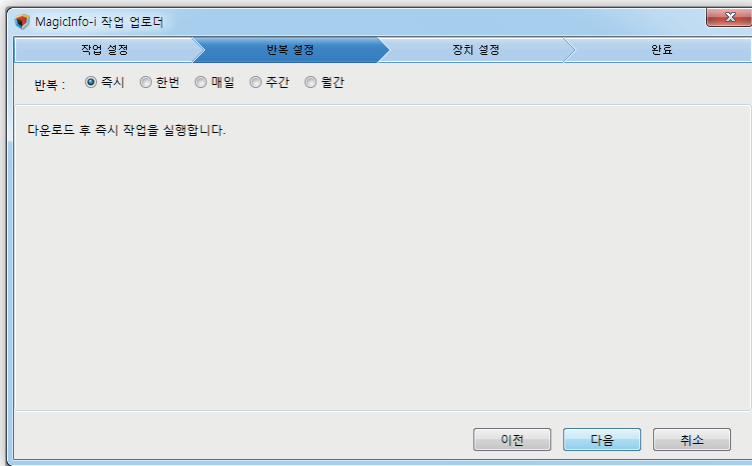 MagicInfo-i 작업 업로더
작업 설정 반복 설정 장치 설정 완료
반복 : 즉시 한번 매일 주간 월간
다운로드 후 즉시 작업을 실행합니다.
이전 다음 취소